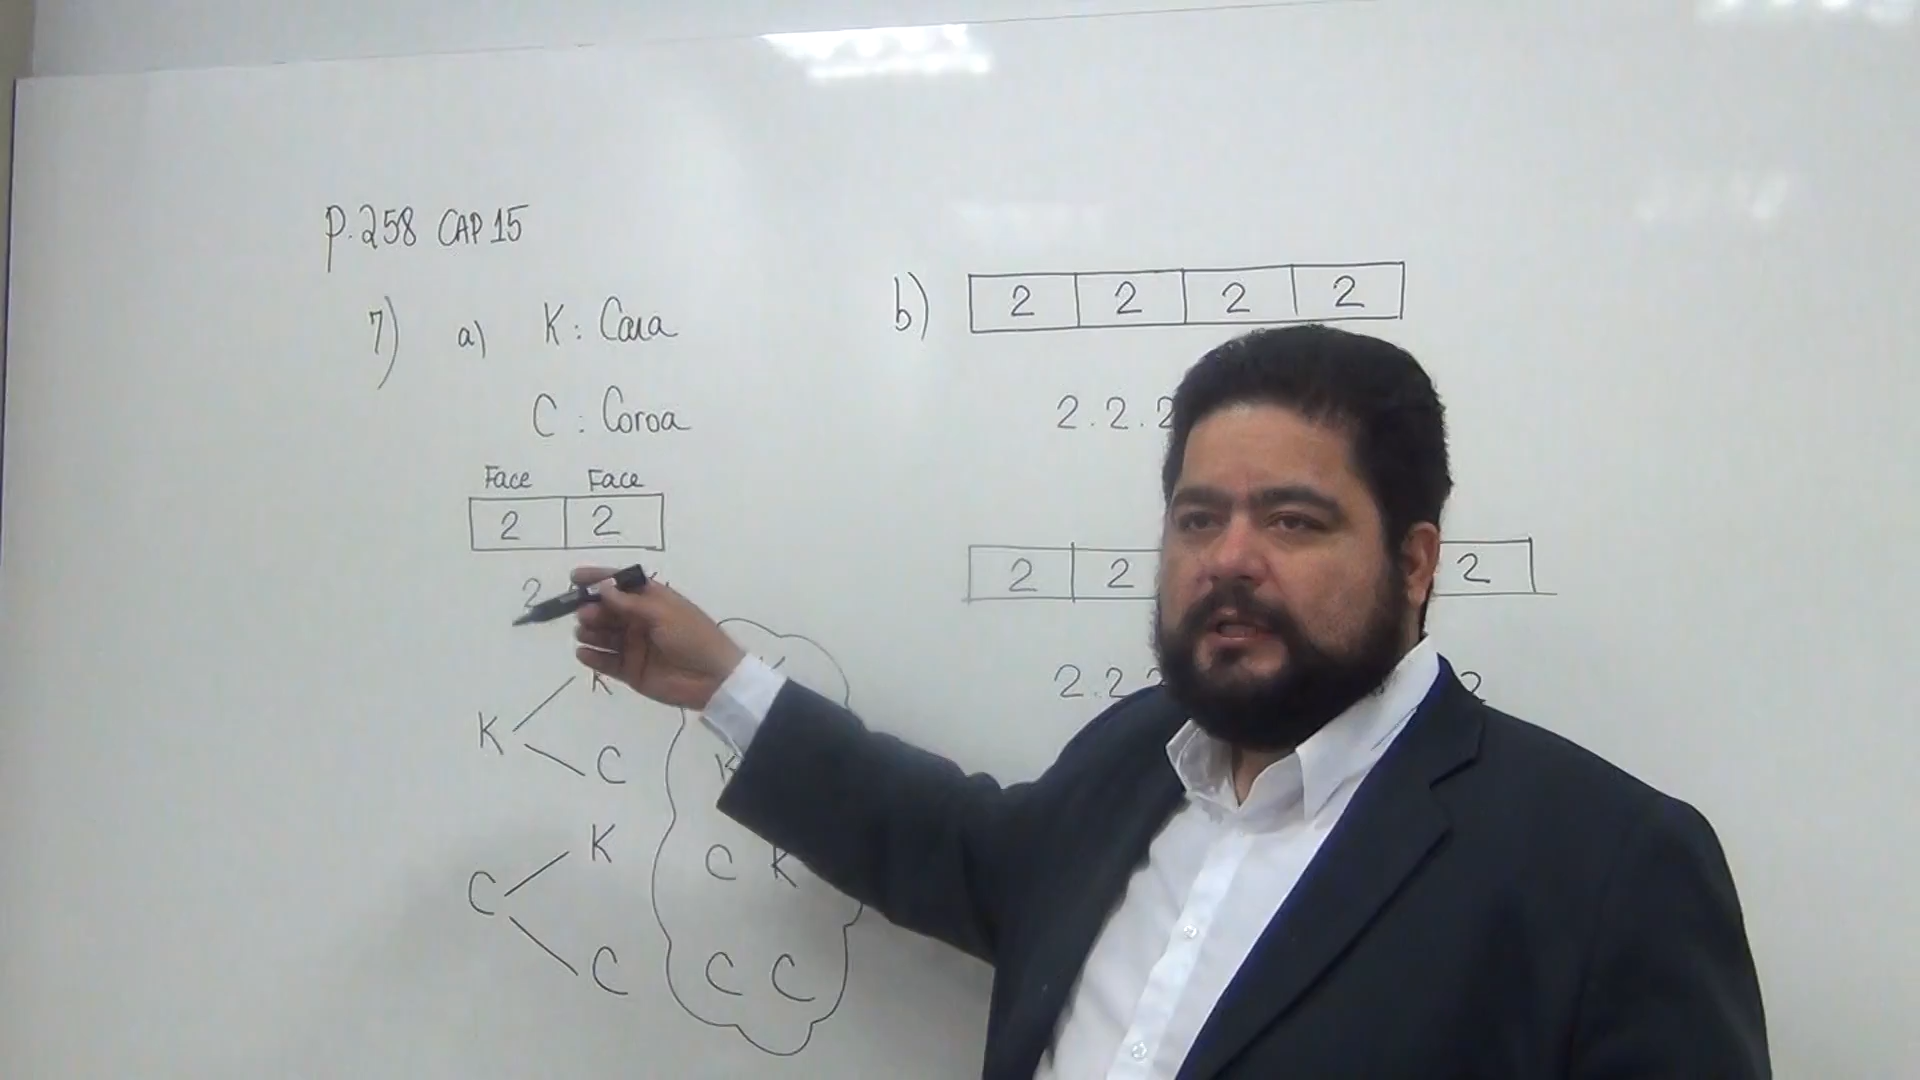 p.258 CAP 15
7) a) K: Cara
C: Coroa
Face Face
2 2
2
K K
C
C K
C
K
C K
C C
b) 2 2 2 2
2.2.2
2 2 2
2.2.2 2